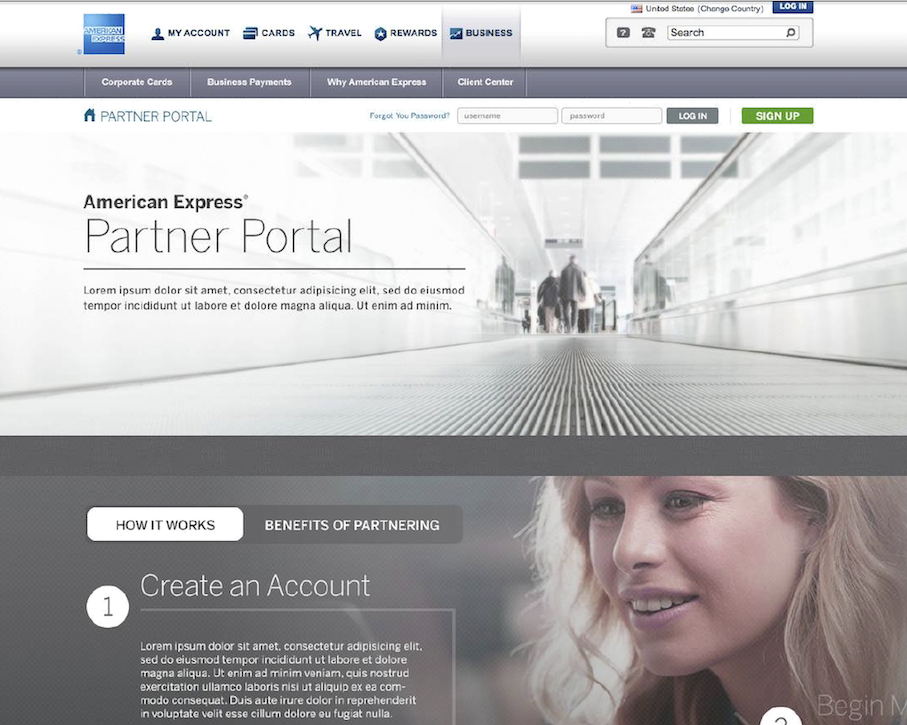 United States (Change Country) LOG IN
AMERICAN EXPRESS ®
MY ACCOUNT CARDS TRAVEL REWARDS BUSINESS
? Search
Corporate Cards Business Payments Why American Express Client Center
PARTNER PORTAL Forgot You Password? username password LOG IN SIGN UP
American Express®
Partner Portal
Lorem ipsum dolor sit amet, consectetur adipisicing elit, sed do eiusmod
tempor incididunt ut labore et dolore magna aliqua. Ut enim ad minim.
HOW IT WORKS BENEFITS OF PARTNERING
1 Create an Account
Lorem ipsum dolor sit amet, consectetur adipisicing elit,
sed do eiusmod tempor incididunt ut labore et dolore
magna aliqua. Ut enim ad minim veniam, quis nostrud
exercitation ullamco laboris nisi ut aliquip ex ea com-
modo consequat. Duis aute irure dolor in reprehenderit
in voluptate velit esse cillum dolore eu fugiat nulla.
2 Begin M